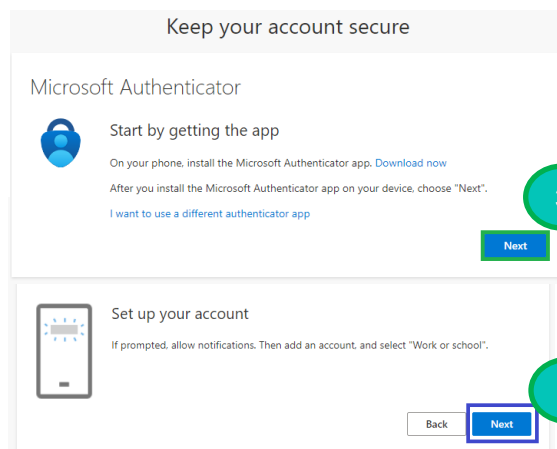 Keep your account secure
Microsoft Authenticator
Start by getting the app
On your phone, install the Microsoft Authenticator app. Download now
After you install the Microsoft Authenticator app on your device, choose "Next".
I want to use a different authenticator app
Next
Set up your account
If prompted, allow notifications. Then add an account, and select "Work or school".
Back Next